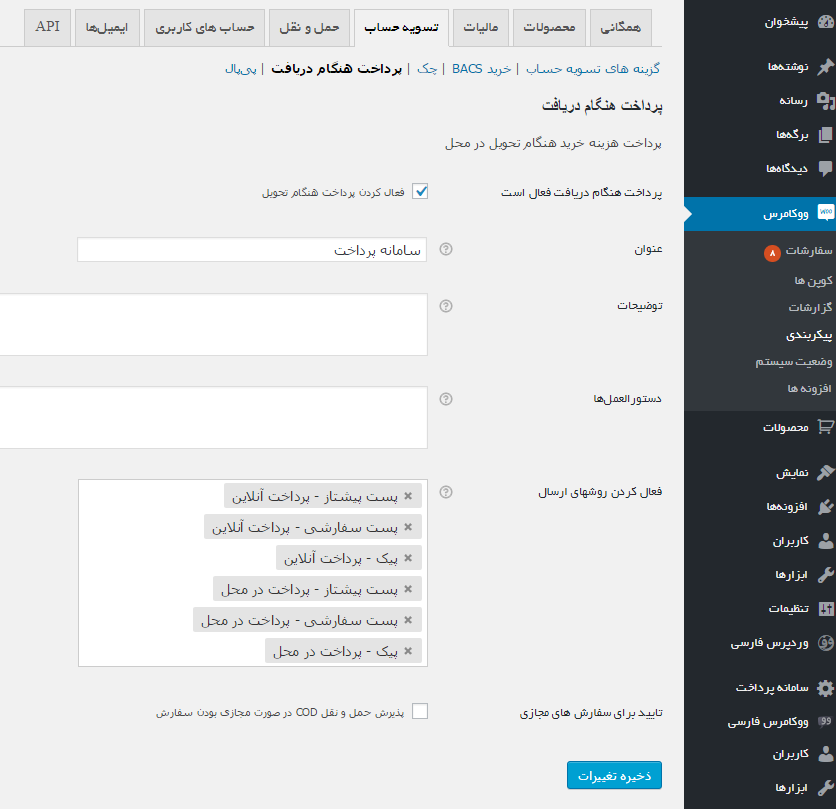 پیشخوان
نوشته‌ها
رسانه
برگه‌ها
دیدگاه‌ها
ووکامرس
سفارشات ۸
کوپن ها
گزارشات
پیکربندی
وضعیت سیستم
افزونه ها
محصولات
نمایش
افزونه‌ها
کاربران
ابزارها
تنظیمات
وردپرس فارسی
سامانه پرداخت
ووکامرس فارسی
کاربران
ابزارها
همگانی محصولات مالیات تسویه حساب حمل و نقل حساب های کاربری ایمیل‌ها API
گزینه های تسویه حساب | خرید BACS | چک | پرداخت هنگام دریافت | پی‌پال
پرداخت هنگام دریافت
پرداخت هزینه خرید هنگام تحویل در محل
پرداخت هنگام دریافت فعال است فعال کردن پرداخت هنگام تحویل
عنوان سامانه پرداخت
توضیحات
دستورالعمل‌ها
فعال کردن روشهای ارسال × پست پیشتاز - پرداخت آنلاین
× پست سفارشی - پرداخت آنلاین
× پیک - پرداخت آنلاین
× پست پیشتاز - پرداخت در محل
× پست سفارشی - پرداخت در محل
× پیک - پرداخت در محل
تایید برای سفارش های مجازی پذیرش حمل و نقل COD در صورت مجازی بودن سفارش
ذخیره تغییرات